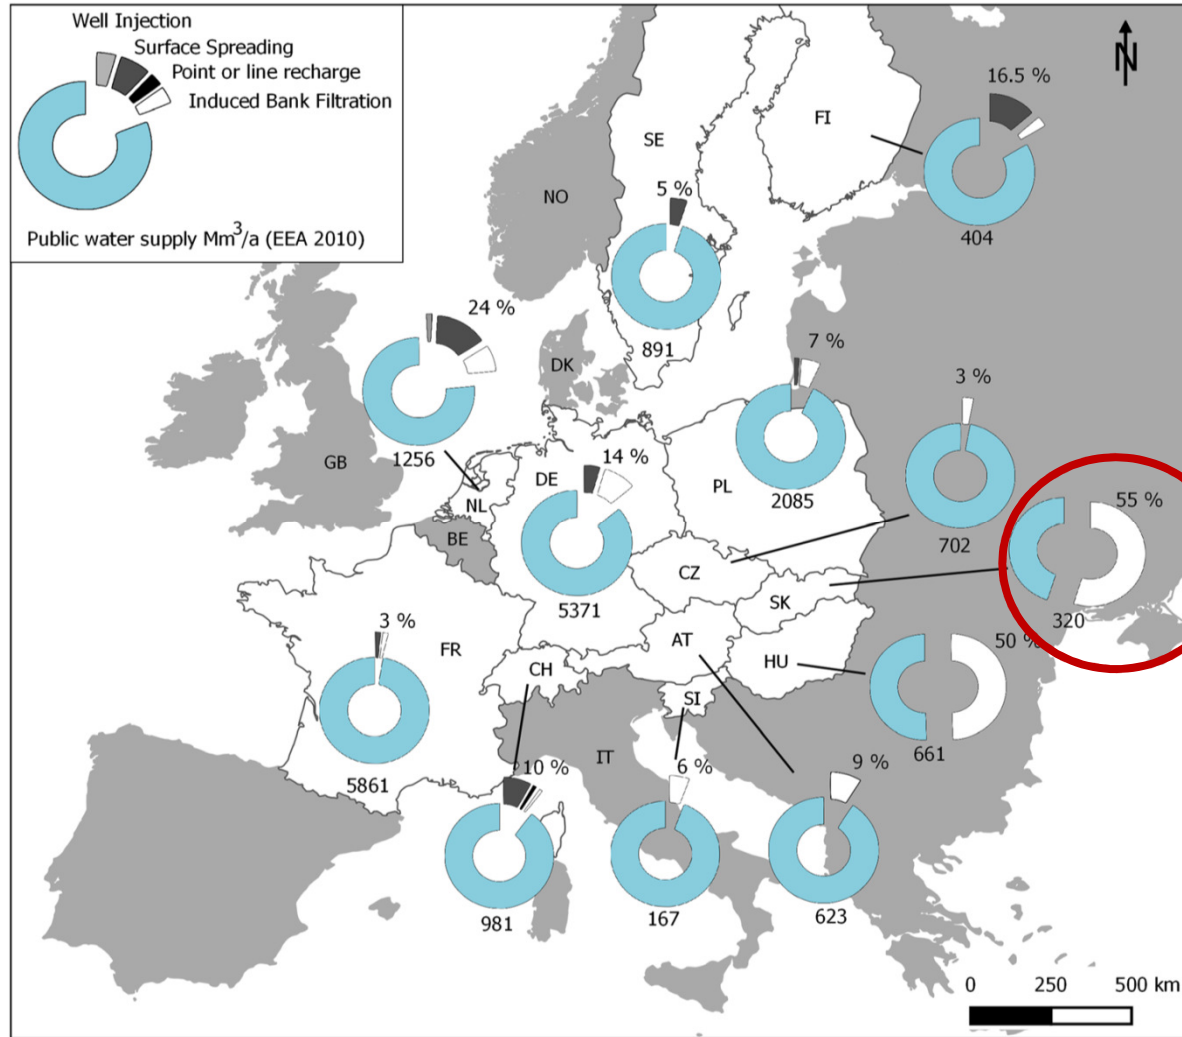 Well Injection
Surface Spreading
Point or line recharge
Induced Bank Filtration
Public water supply Mm³/a (EEA 2010)
N
16.5 %
FI
404
SE
5 %
891
NO
24 %
1256
NL
DK
7 %
2085
PL
3 %
702
CZ
GB
BE
DE
14 %
5371
55 %
320
SK
50 %
661
HU
AT
9 %
623
3 %
FR
5861
CH
10 %
981
SI
6 %
167
IT
0 250 500 km